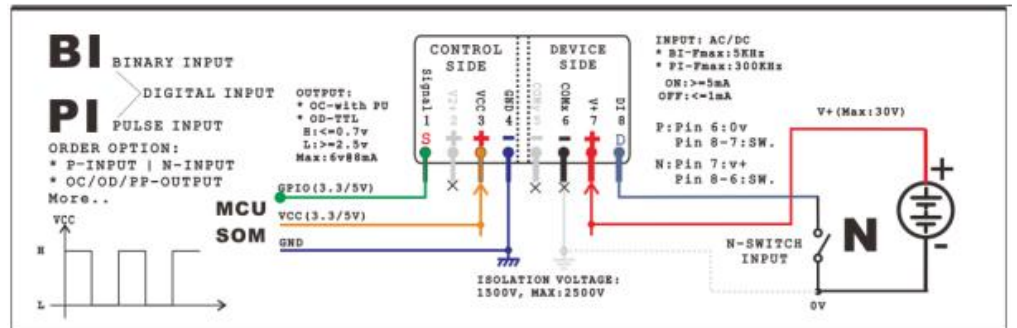 BI BINARY INPUT
DIGITAL INPUT
PI PULSE INPUT
ORDER OPTION:
* P-INPUT | N-INPUT
* OC/OD/PP-OUTPUT
More..
VCC
H
L
OUTPUT:
* OC-with PU
* OD-TTL
H:<=0.7v
L:>=2.5v
Max:6v@8mA
CONTROL SIDE
DEVICE SIDE
Signal 1
VCC 3
GND 4
COMx 6
V+ 7
DI 8
S
D
GPIO(3.3/5V)
MCU
VCC(3.3/5V)
SOM
GND
ISOLATION VOLTAGE:
1500V, MAX:2500V
INPUT: AC/DC
* BI-Fmax:5KHz
* PI-Fmax:300KHz
ON:>=5mA
OFF:<=1mA
P:Pin 6:0v
Pin 8-7:SW.
N:Pin 7:v+
Pin 8-6:SW.
V+(Max:30V)
N-SWITCH
INPUT
N
0V